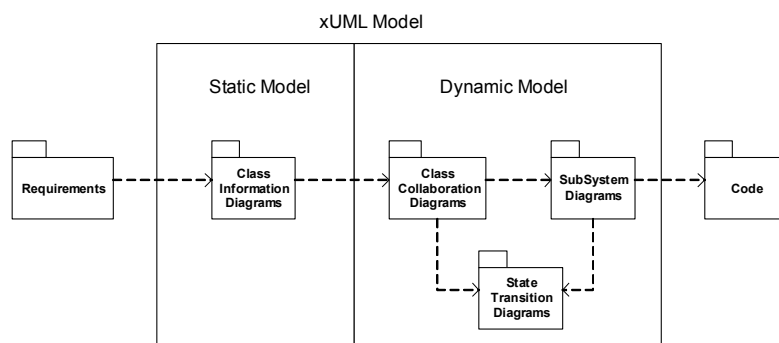 xUML Model
Static Model
Dynamic Model
Requirements
Class
Information
Diagrams
Class
Collaboration
Diagrams
SubSystem
Diagrams
Code
State
Transition
Diagrams